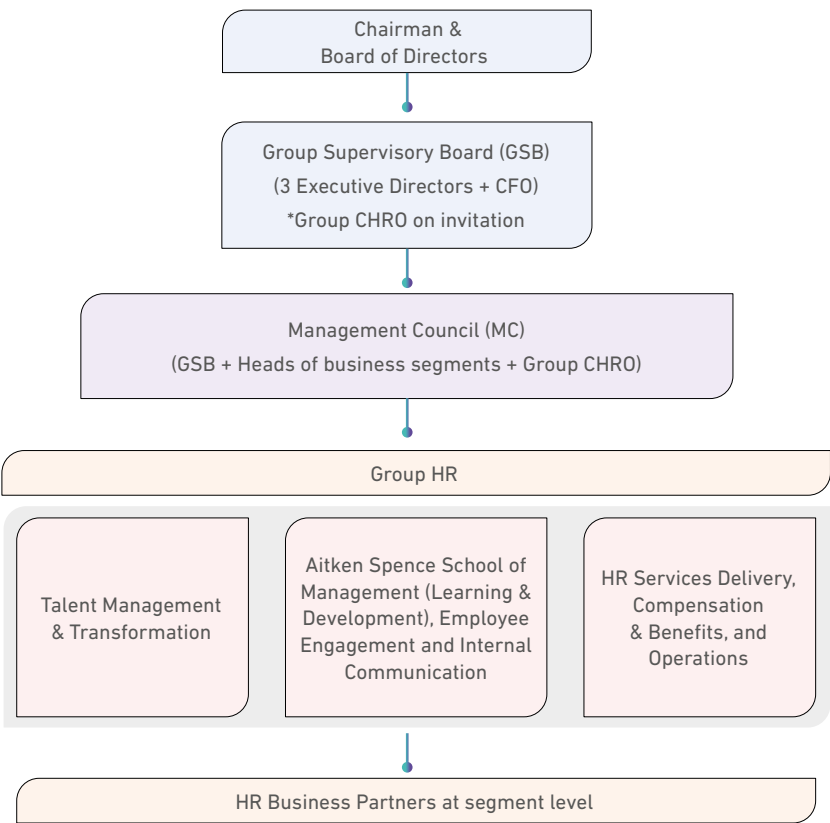 Chairman &
Board of Directors
Group Supervisory Board (GSB)
(3 Executive Directors + CFO)
*Group CHRO on invitation
Management Council (MC)
(GSB + Heads of business segments + Group CHRO)
Group HR
Talent Management
& Transformation
Aitken Spence School of
Management (Learning &
Development), Employee
Engagement and Internal
Communication
HR Services Delivery,
Compensation
& Benefits, and
Operations
HR Business Partners at segment level